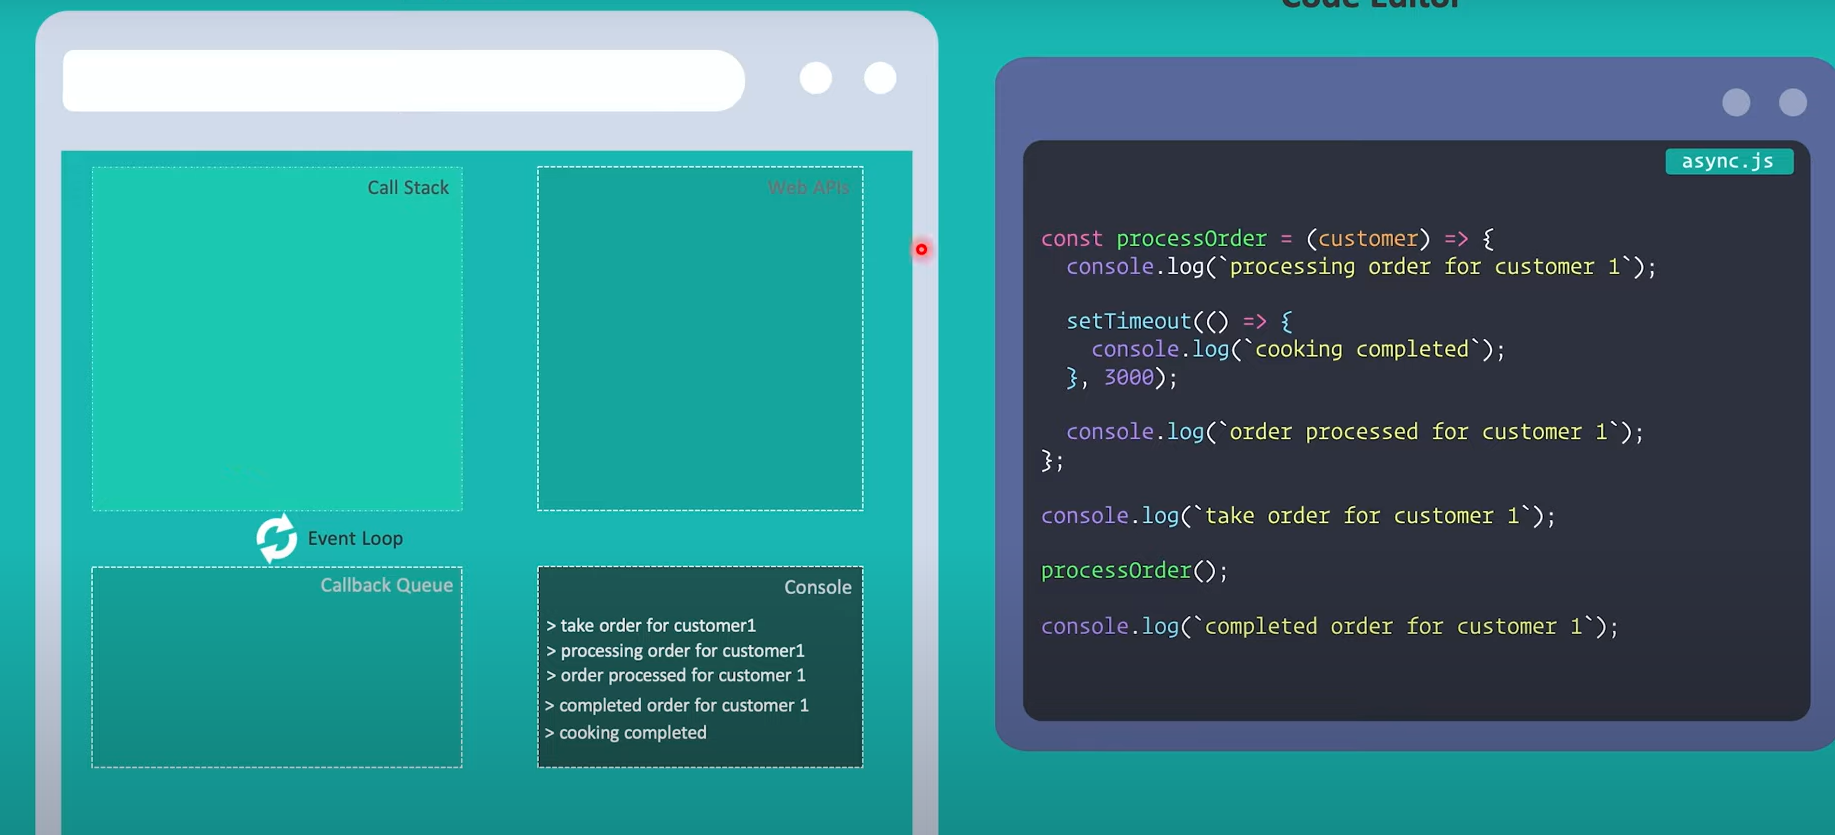 Code Editor
Call Stack
Web APIs
Event Loop
Callback Queue
Console
> take order for customer1
> processing order for customer1
> order processed for customer 1
> completed order for customer 1
> cooking completed
async.js
const processOrder = (customer) => {
  console.log(`processing order for customer 1`);
  setTimeout(() => {
    console.log(`cooking completed`);
  }, 3000);
  console.log(`order processed for customer 1`);
};
console.log(`take order for customer 1`);
processOrder();
console.log(`completed order for customer 1`);